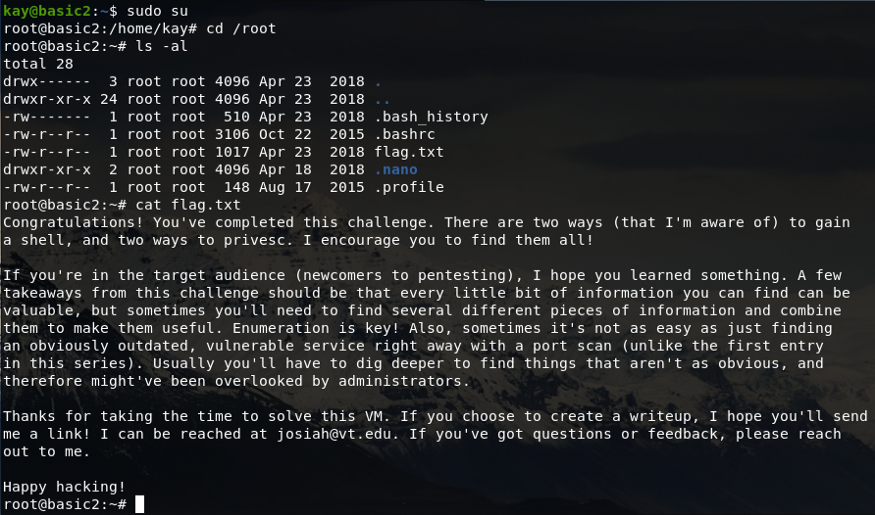 kay@basic2:~$ sudo su
root@basic2:/home/kay# cd /root
root@basic2:~# ls -al
total 28
drwx------  3 root root 4096 Apr 23  2018 .
drwxr-xr-x 24 root root 4096 Apr 23  2018 ..
-rw-------  1 root root  510 Apr 23  2018 .bash_history
-rw-r--r--  1 root root 3106 Oct 22  2015 .bashrc
-rw-r--r--  1 root root 1017 Apr 23  2018 flag.txt
drwxr-xr-x  2 root root 4096 Apr 18  2018 .nano
-rw-r--r--  1 root root  148 Aug 17  2015 .profile
root@basic2:~# cat flag.txt
Congratulations! You've completed this challenge. There are two ways (that I'm aware of) to gain
a shell, and two ways to privesc. I encourage you to find them all!

If you're in the target audience (newcomers to pentesting), I hope you learned something. A few
takeaways from this challenge should be that every little bit of information you can find can be
valuable, but sometimes you'll need to find several different pieces of information and combine
them to make them useful. Enumeration is key! Also, sometimes it's not as easy as just finding
an obviously outdated, vulnerable service right away with a port scan (unlike the first entry
in this series). Usually you'll have to dig deeper to find things that aren't as obvious, and
therefore might've been overlooked by administrators.

Thanks for taking the time to solve this VM. If you choose to create a writeup, I hope you'll send
me a link! I can be reached at josiah@vt.edu. If you've got questions or feedback, please reach
out to me.

Happy hacking!
root@basic2:~#